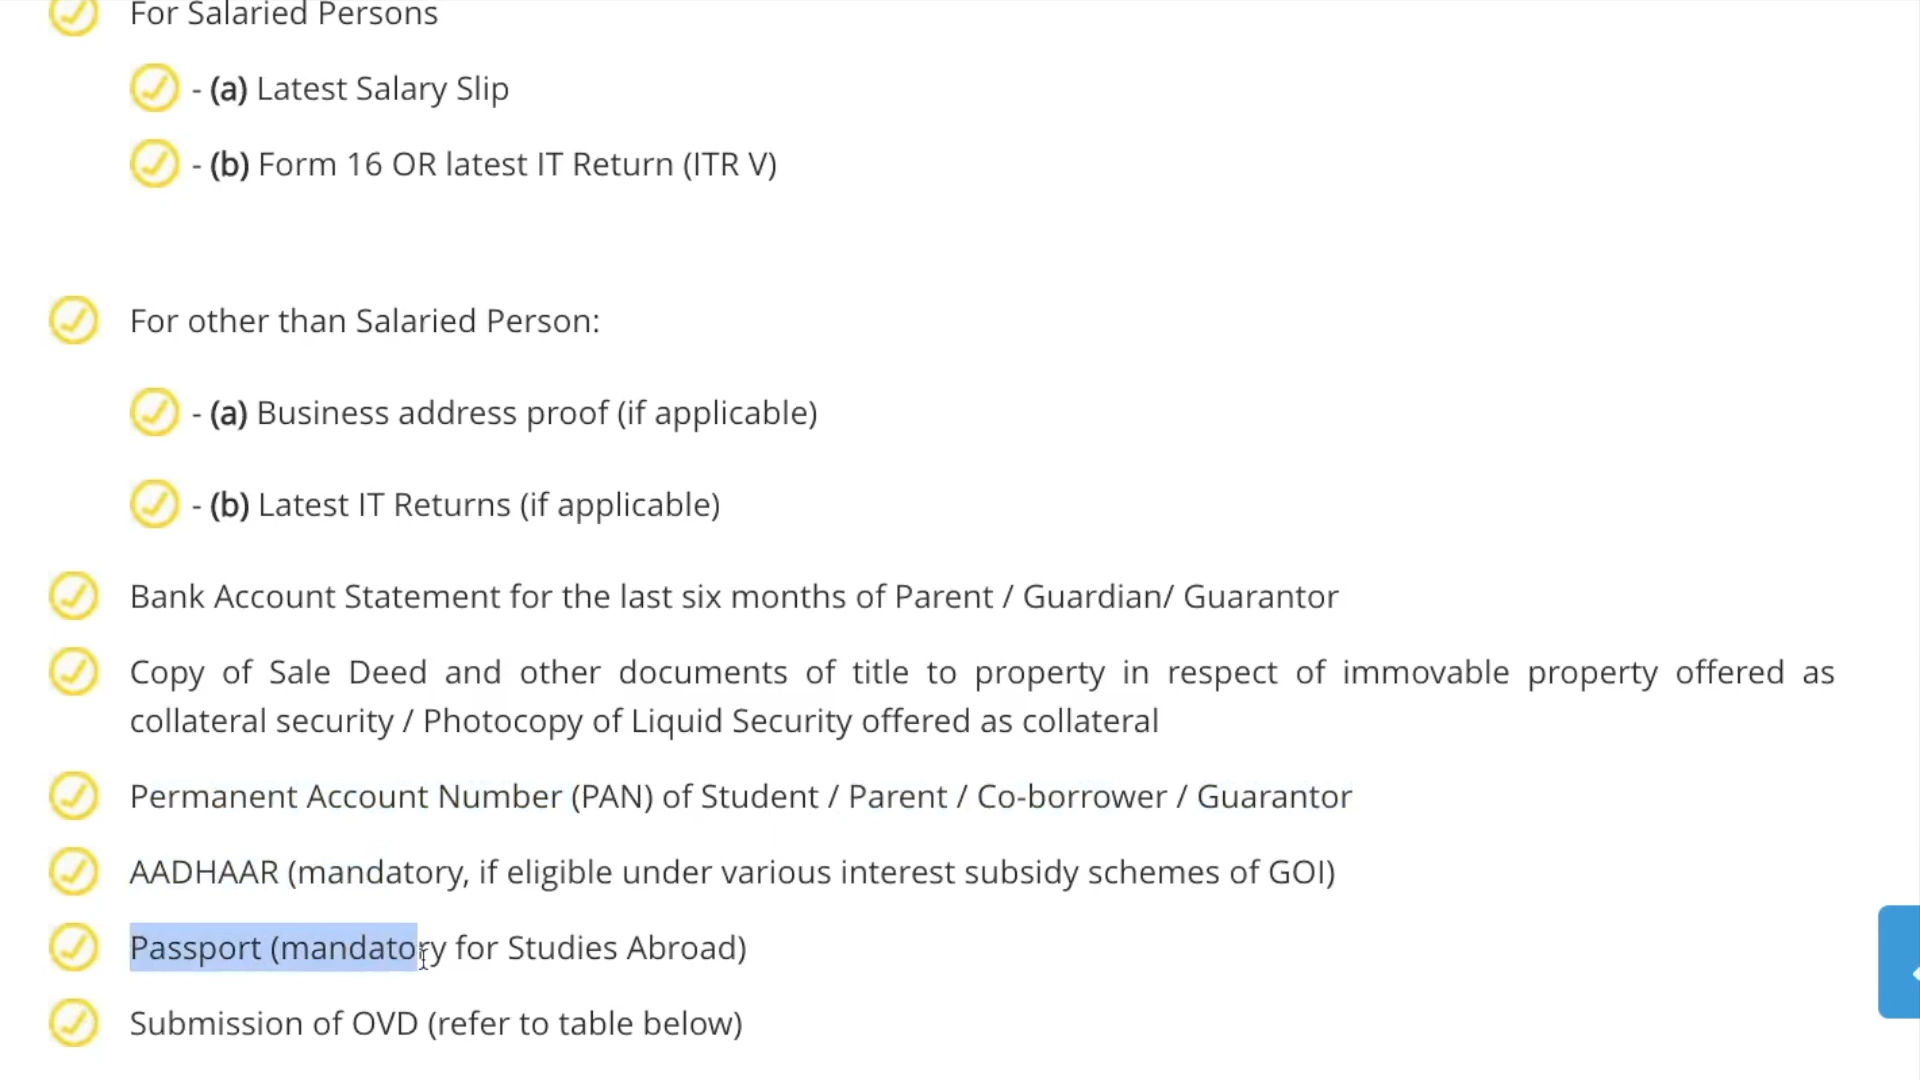 For Salaried Persons
- (a) Latest Salary Slip
- (b) Form 16 OR latest IT Return (ITR V)
For other than Salaried Person:
- (a) Business address proof (if applicable)
- (b) Latest IT Returns (if applicable)
Bank Account Statement for the last six months of Parent / Guardian/ Guarantor
Copy of Sale Deed and other documents of title to property in respect of immovable property offered as
collateral security / Photocopy of Liquid Security offered as collateral
Permanent Account Number (PAN) of Student / Parent / Co-borrower / Guarantor
AADHAAR (mandatory, if eligible under various interest subsidy schemes of GOI)
Passport (mandatory for Studies Abroad)
Submission of OVD (refer to table below)